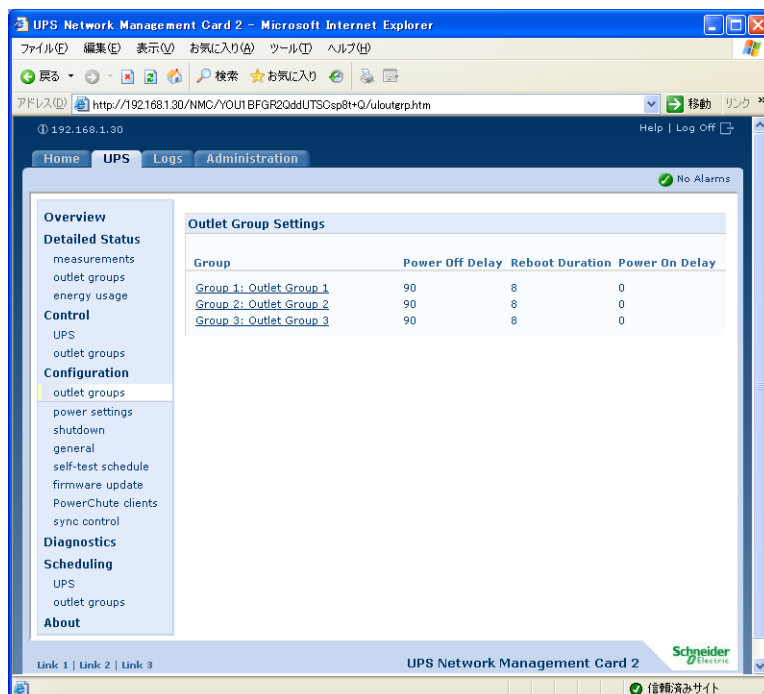 UPS Network Management Card 2 - Microsoft Internet Explorer
ファイル(F) 編集(E) 表示(V) お気に入り(A) ツール(T) ヘルプ(H)
戻る 検索 お気に入り
アドレス(D) http://192.168.1.30/NMC/YOU1BFGR2QddUTSCsp8t+Q/uloutgrp.htm 移動 リンク »
192.168.1.30 Help | Log Off
Home UPS Logs Administration
No Alarms
Overview
Detailed Status
measurements
outlet groups
energy usage
Control
UPS
outlet groups
Configuration
outlet groups
power settings
shutdown
general
self-test schedule
firmware update
PowerChute clients
sync control
Diagnostics
Scheduling
UPS
outlet groups
About
Outlet Group Settings
Group Power Off Delay Reboot Duration Power On Delay
Group 1: Outlet Group 1 90 8 0
Group 2: Outlet Group 2 90 8 0
Group 3: Outlet Group 3 90 8 0
Link 1 | Link 2 | Link 3
UPS Network Management Card 2
Schneider Electric
信頼済みサイト